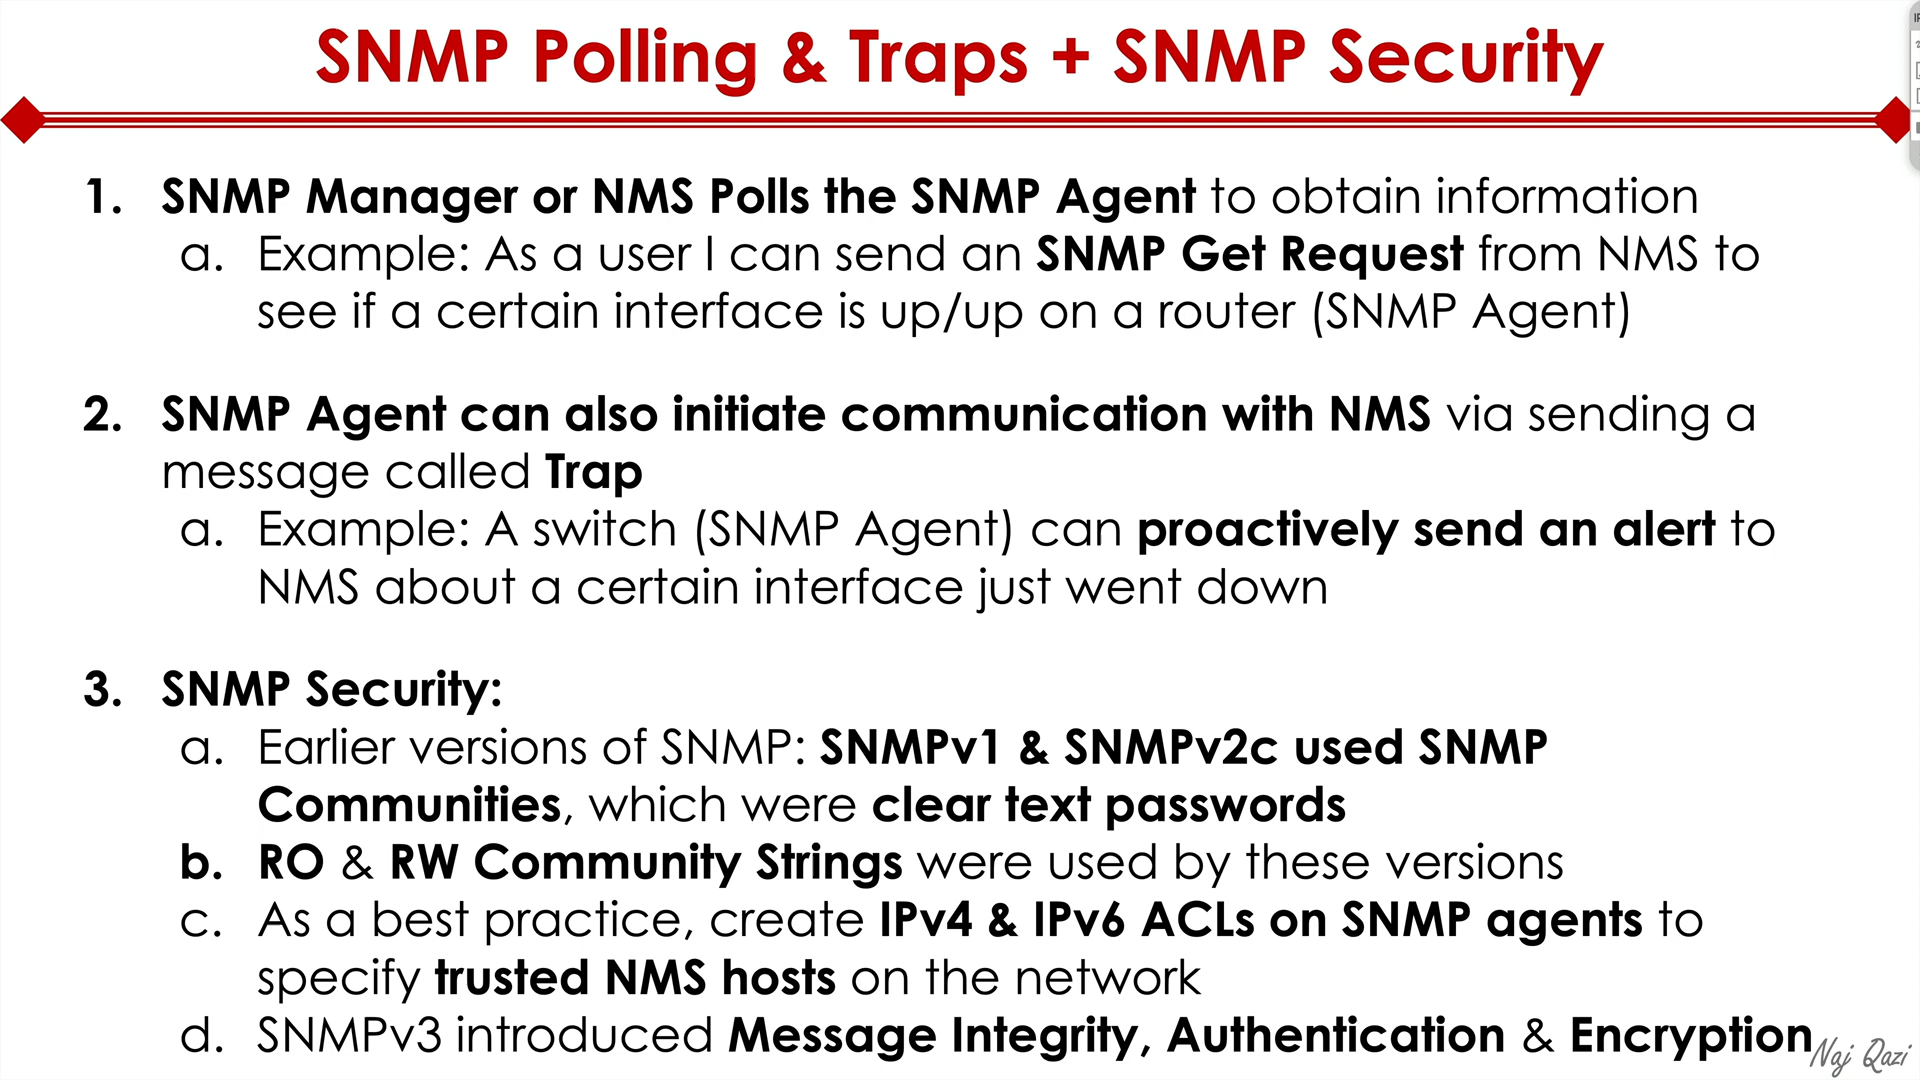 SNMP Polling & Traps + SNMP Security
1. SNMP Manager or NMS Polls the SNMP Agent to obtain information
a. Example: As a user I can send an SNMP Get Request from NMS to
see if a certain interface is up/up on a router (SNMP Agent)
2. SNMP Agent can also initiate communication with NMS via sending a
message called Trap
a. Example: A switch (SNMP Agent) can proactively send an alert to
NMS about a certain interface just went down
3. SNMP Security:
a. Earlier versions of SNMP: SNMPv1 & SNMPv2c used SNMP
Communities, which were clear text passwords
b. RO & RW Community Strings were used by these versions
c. As a best practice, create IPv4 & IPv6 ACLs on SNMP agents to
specify trusted NMS hosts on the network
d. SNMPv3 introduced Message Integrity, Authentication & Encryption
Naj Qazi